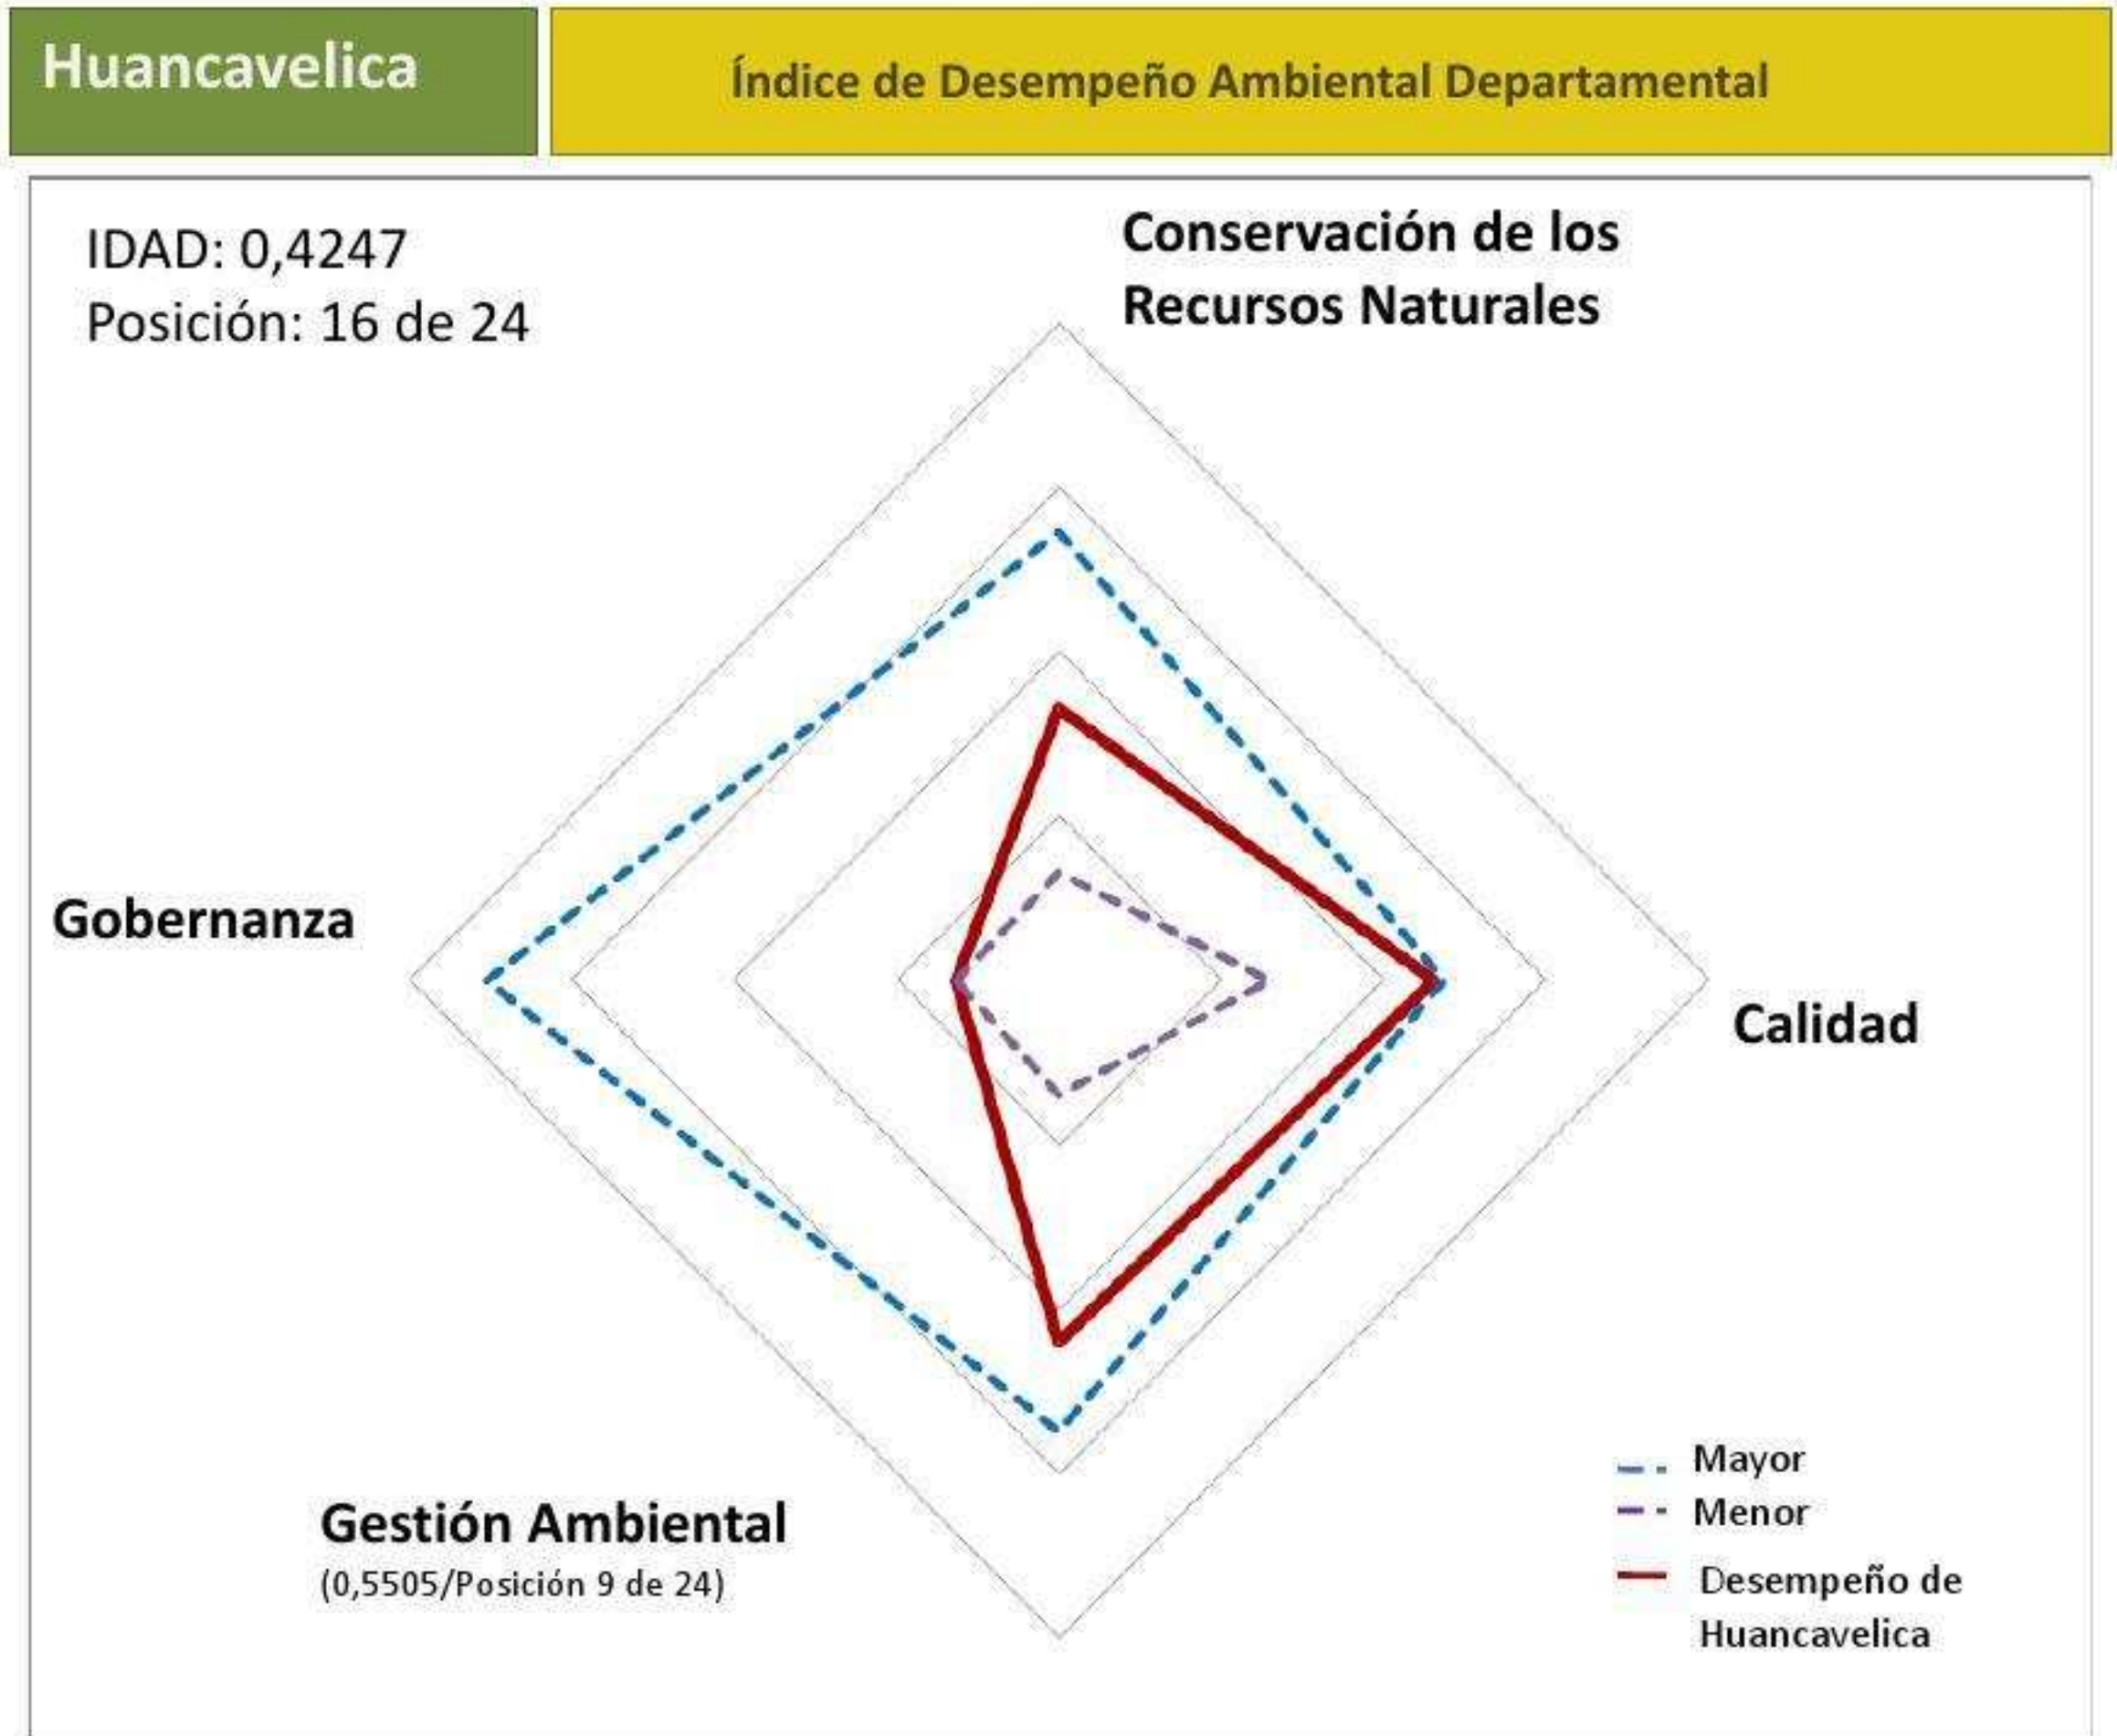 Huancavelica
Índice de Desempeño Ambiental Departamental
IDAD: 0,4247
Posición: 16 de 24
Conservación de los
Recursos Naturales
Gobernanza
Calidad
Gestión Ambiental
(0,5505/Posición 9 de 24)
Mayor
Menor
Desempeño de
Huancavelica